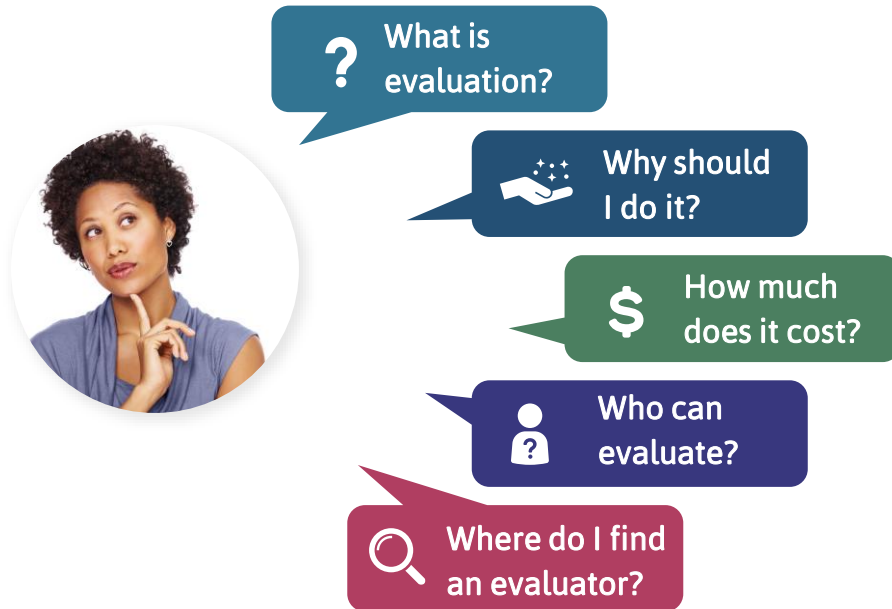 What is
evaluation?
Why should
I do it?
How much
does it cost?
Who can
evaluate?
Where do I find
an evaluator?